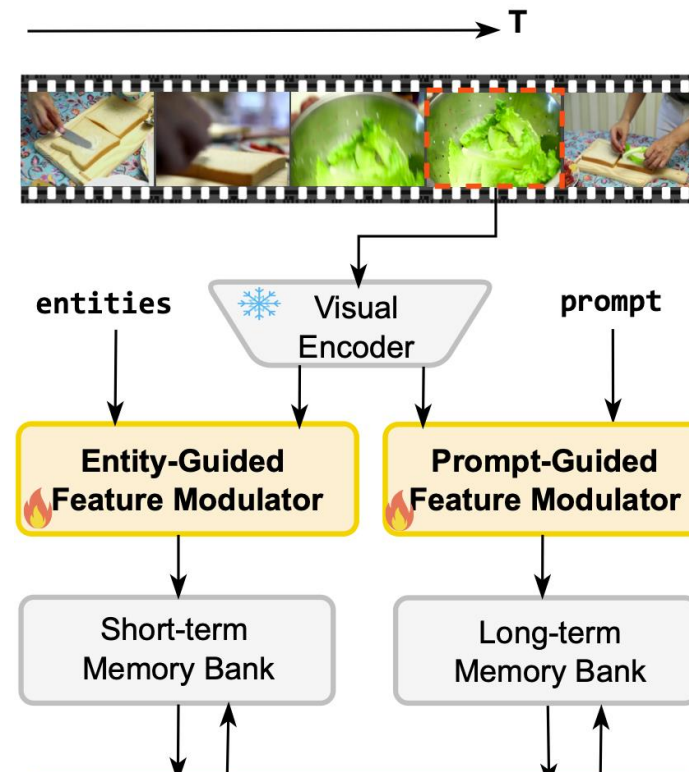 T
entities
Visual
Encoder
prompt
Entity-Guided
Feature Modulator
Prompt-Guided
Feature Modulator
Short-term
Memory Bank
Long-term
Memory Bank